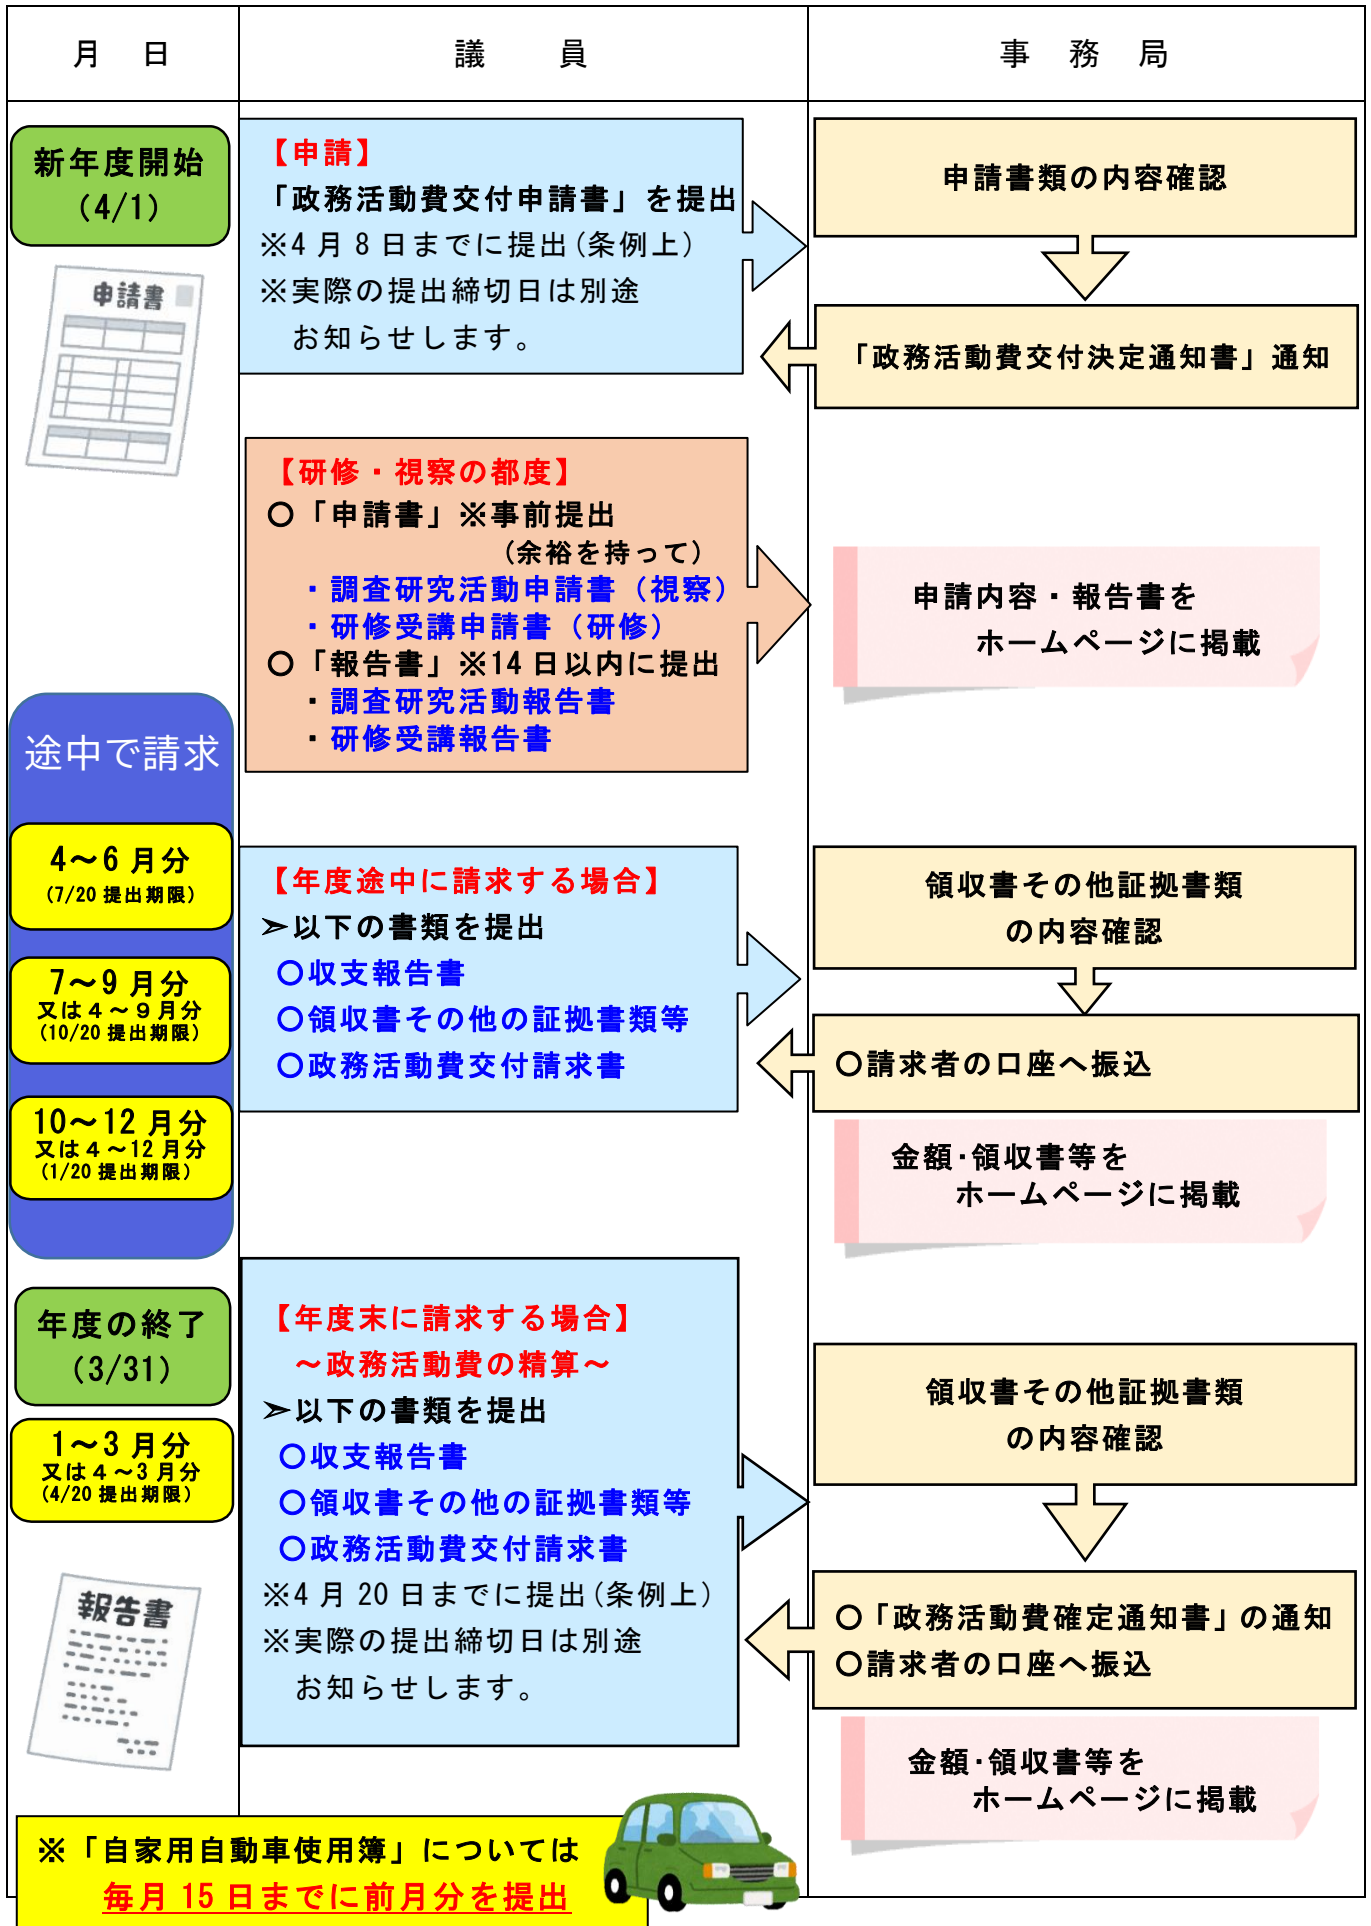 月　日
議　　員
事　務　局
新年度開始
(4/1)
申請書
【申請】
「政務活動費交付申請書」を提出
※4月8日までに提出(条例上)
※実際の提出締切日は別途
お知らせします。
申請書類の内容確認
「政務活動費交付決定通知書」通知
【研修・視察の都度】
○「申請書」※事前提出
(余裕を持って)
・調査研究活動申請書（視察）
・研修受講申請書（研修）
○「報告書」※14日以内に提出
・調査研究活動報告書
・研修受講報告書
申請内容・報告書を
ホームページに掲載
途中で請求
4～6月分
(7/20提出期限)
7～9月分
又は4～9月分
(10/20提出期限)
10～12月分
又は4～12月分
(1/20提出期限)
【年度途中に請求する場合】
➢以下の書類を提出
○収支報告書
○領収書その他の証拠書類等
○政務活動費交付請求書
領収書その他証拠書類
の内容確認
○請求者の口座へ振込
金額･領収書等を
ホームページに掲載
年度の終了
(3/31)
1～3月分
又は4～3月分
(4/20提出期限)
報告書
【年度末に請求する場合】
～政務活動費の精算～
➢以下の書類を提出
○収支報告書
○領収書その他の証拠書類等
○政務活動費交付請求書
※4月20日までに提出(条例上)
※実際の提出締切日は別途
お知らせします。
領収書その他証拠書類
の内容確認
○「政務活動費確定通知書」の通知
○請求者の口座へ振込
金額･領収書等を
ホームページに掲載
※「自家用自動車使用簿」については
毎月15日までに前月分を提出